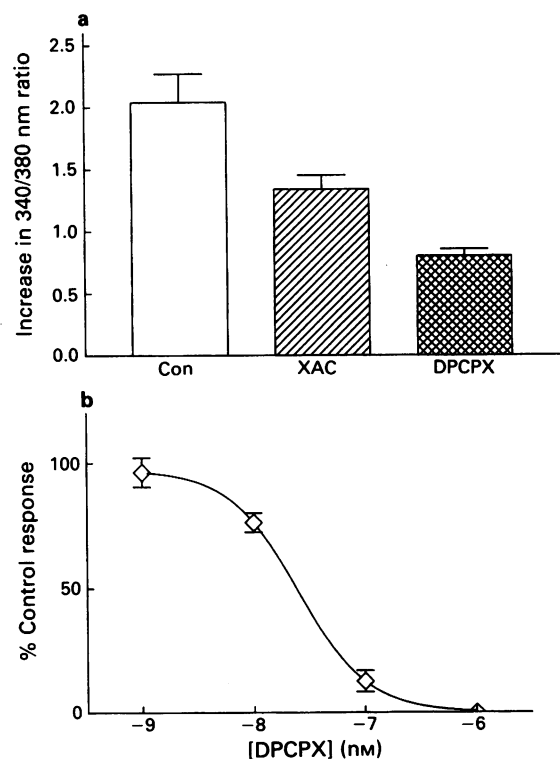 a
Increase in 340/380 nm ratio
2.5
2.0
1.5
1.0
0.5
0.0
Con XAC DPCPX
b
% Control response
100
50
0
−9 −8 −7 −6
[DPCPX] (nM)